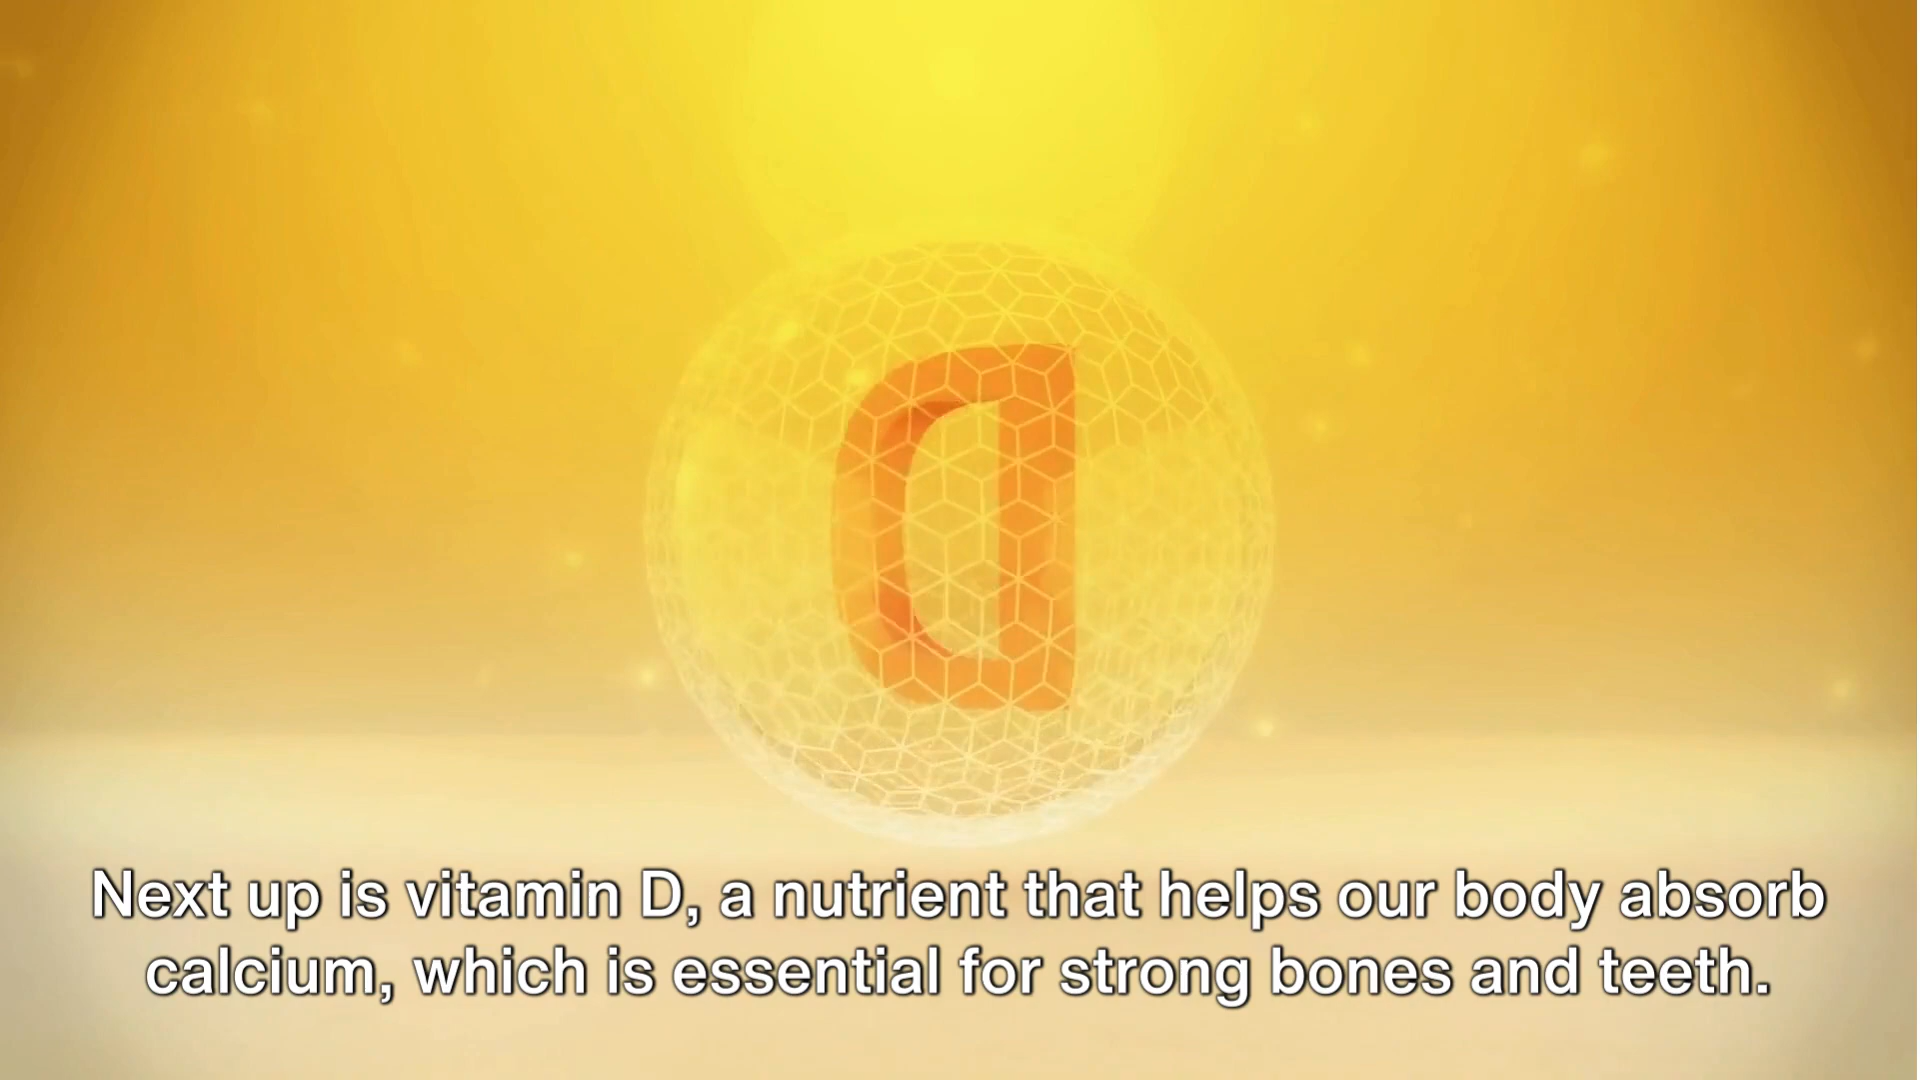 D
Next up is vitamin D, a nutrient that helps our body absorb
calcium, which is essential for strong bones and teeth.